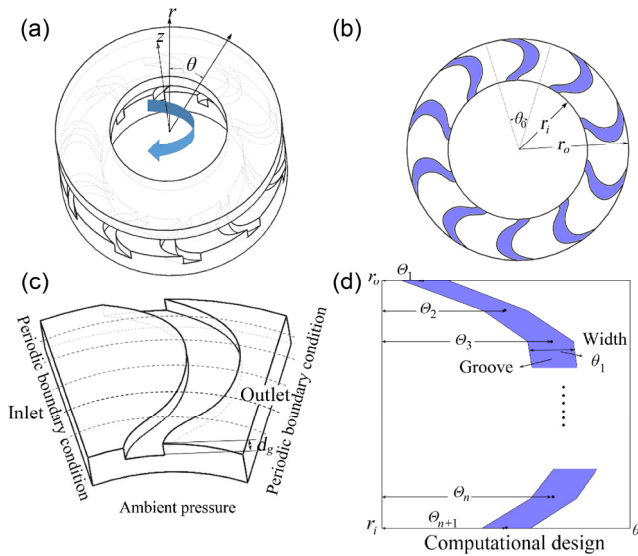 (a)
r
z
θ
(b)
θ₀
rᵢ
rₒ
(c)
Periodic boundary condition
Inlet
Outlet
Periodic boundary condition
d_g
Ambient pressure
(d)
rₒ
Θ₁
Θ₂
Θ₃
Width
θ₁
Groove
Θₙ
Θₙ₊₁
rᵢ
θ
Computational design